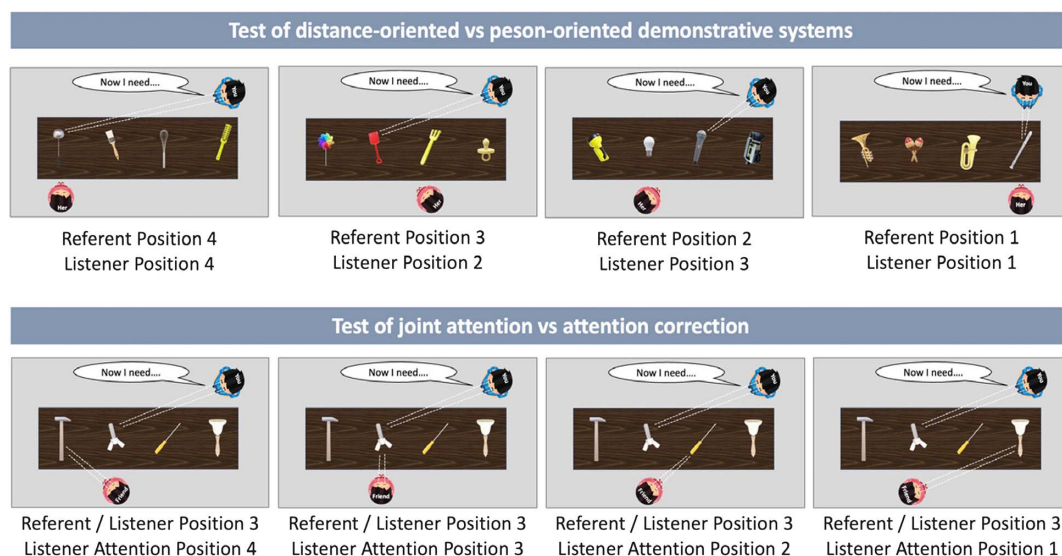 Test of distance-oriented vs peson-oriented demonstrative systems
Now I need....
You
Her
Now I need....
You
Her
Now I need....
You
Her
Now I need....
You
Her
Referent Position 4
Listener Position 4
Referent Position 3
Listener Position 2
Referent Position 2
Listener Position 3
Referent Position 1
Listener Position 1
Test of joint attention vs attention correction
Now I need....
You
Friend
Now I need....
You
Friend
Now I need....
You
Friend
Now I need....
You
Friend
Referent / Listener Position 3
Listener Attention Position 4
Referent / Listener Position 3
Listener Attention Position 3
Referent / Listener Position 3
Listener Attention Position 2
Referent / Listener Position 3
Listener Attention Position 1